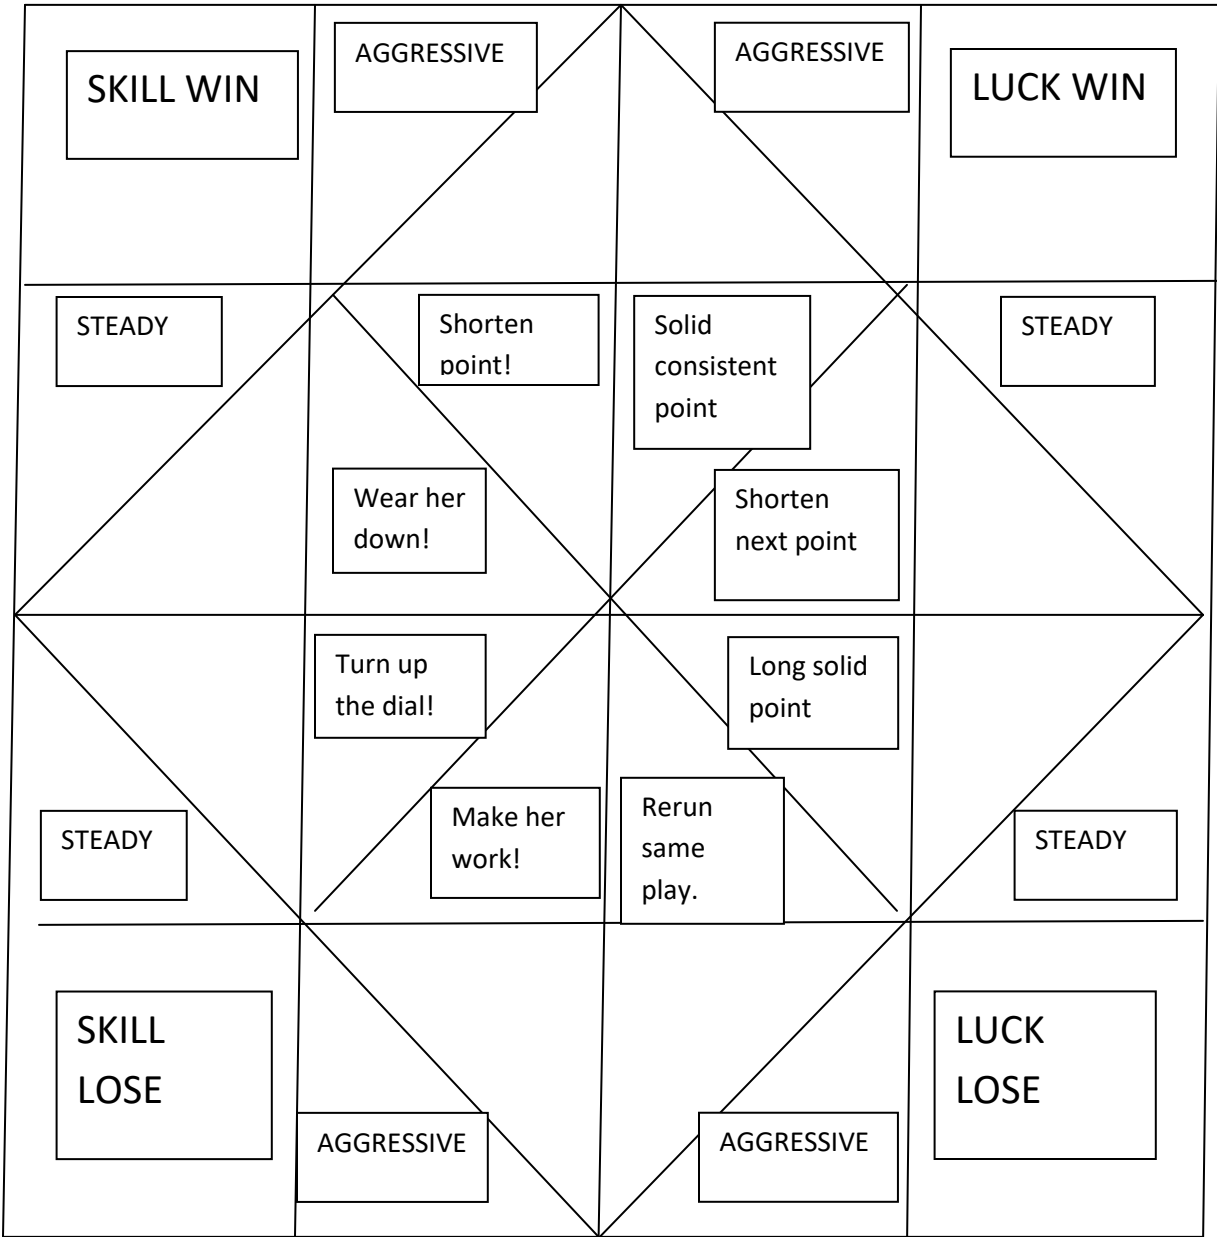 SKILL WIN
AGGRESSIVE
AGGRESSIVE
LUCK WIN
STEADY
Shorten
point!
Solid
consistent
point
STEADY
Wear her
down!
Shorten
next point
Turn up
the dial!
Long solid
point
STEADY
Make her
work!
Rerun
same
play.
STEADY
SKILL
LOSE
AGGRESSIVE
AGGRESSIVE
LUCK
LOSE